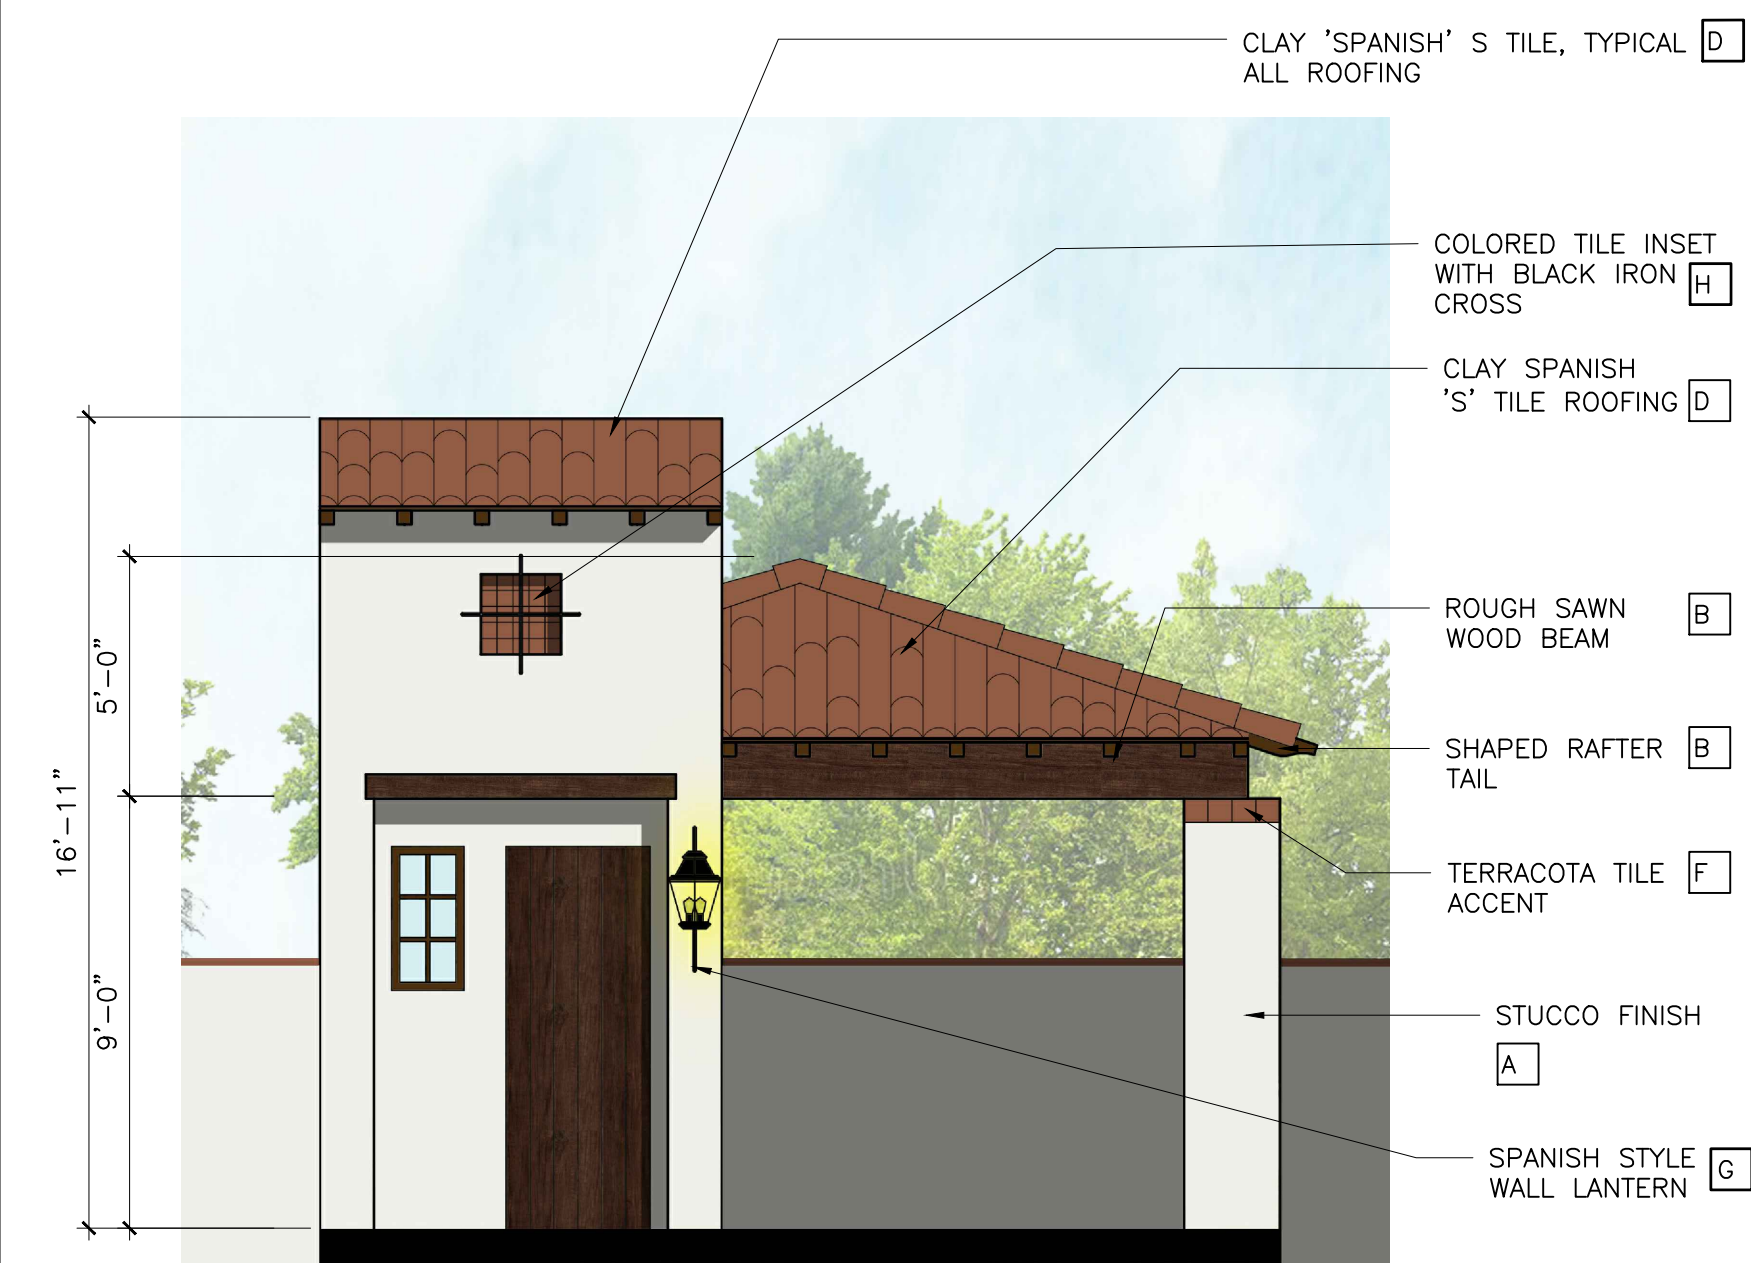 CLAY 'SPANISH' S TILE, TYPICAL D
ALL ROOFING
COLORED TILE INSET
WITH BLACK IRON H
CROSS
CLAY SPANISH
'S' TILE ROOFING D
ROUGH SAWN B
WOOD BEAM
SHAPED RAFTER B
TAIL
TERRACOTA TILE F
ACCENT
STUCCO FINISH
A
SPANISH STYLE G
WALL LANTERN
16'-11"
5'-0"
9'-0"